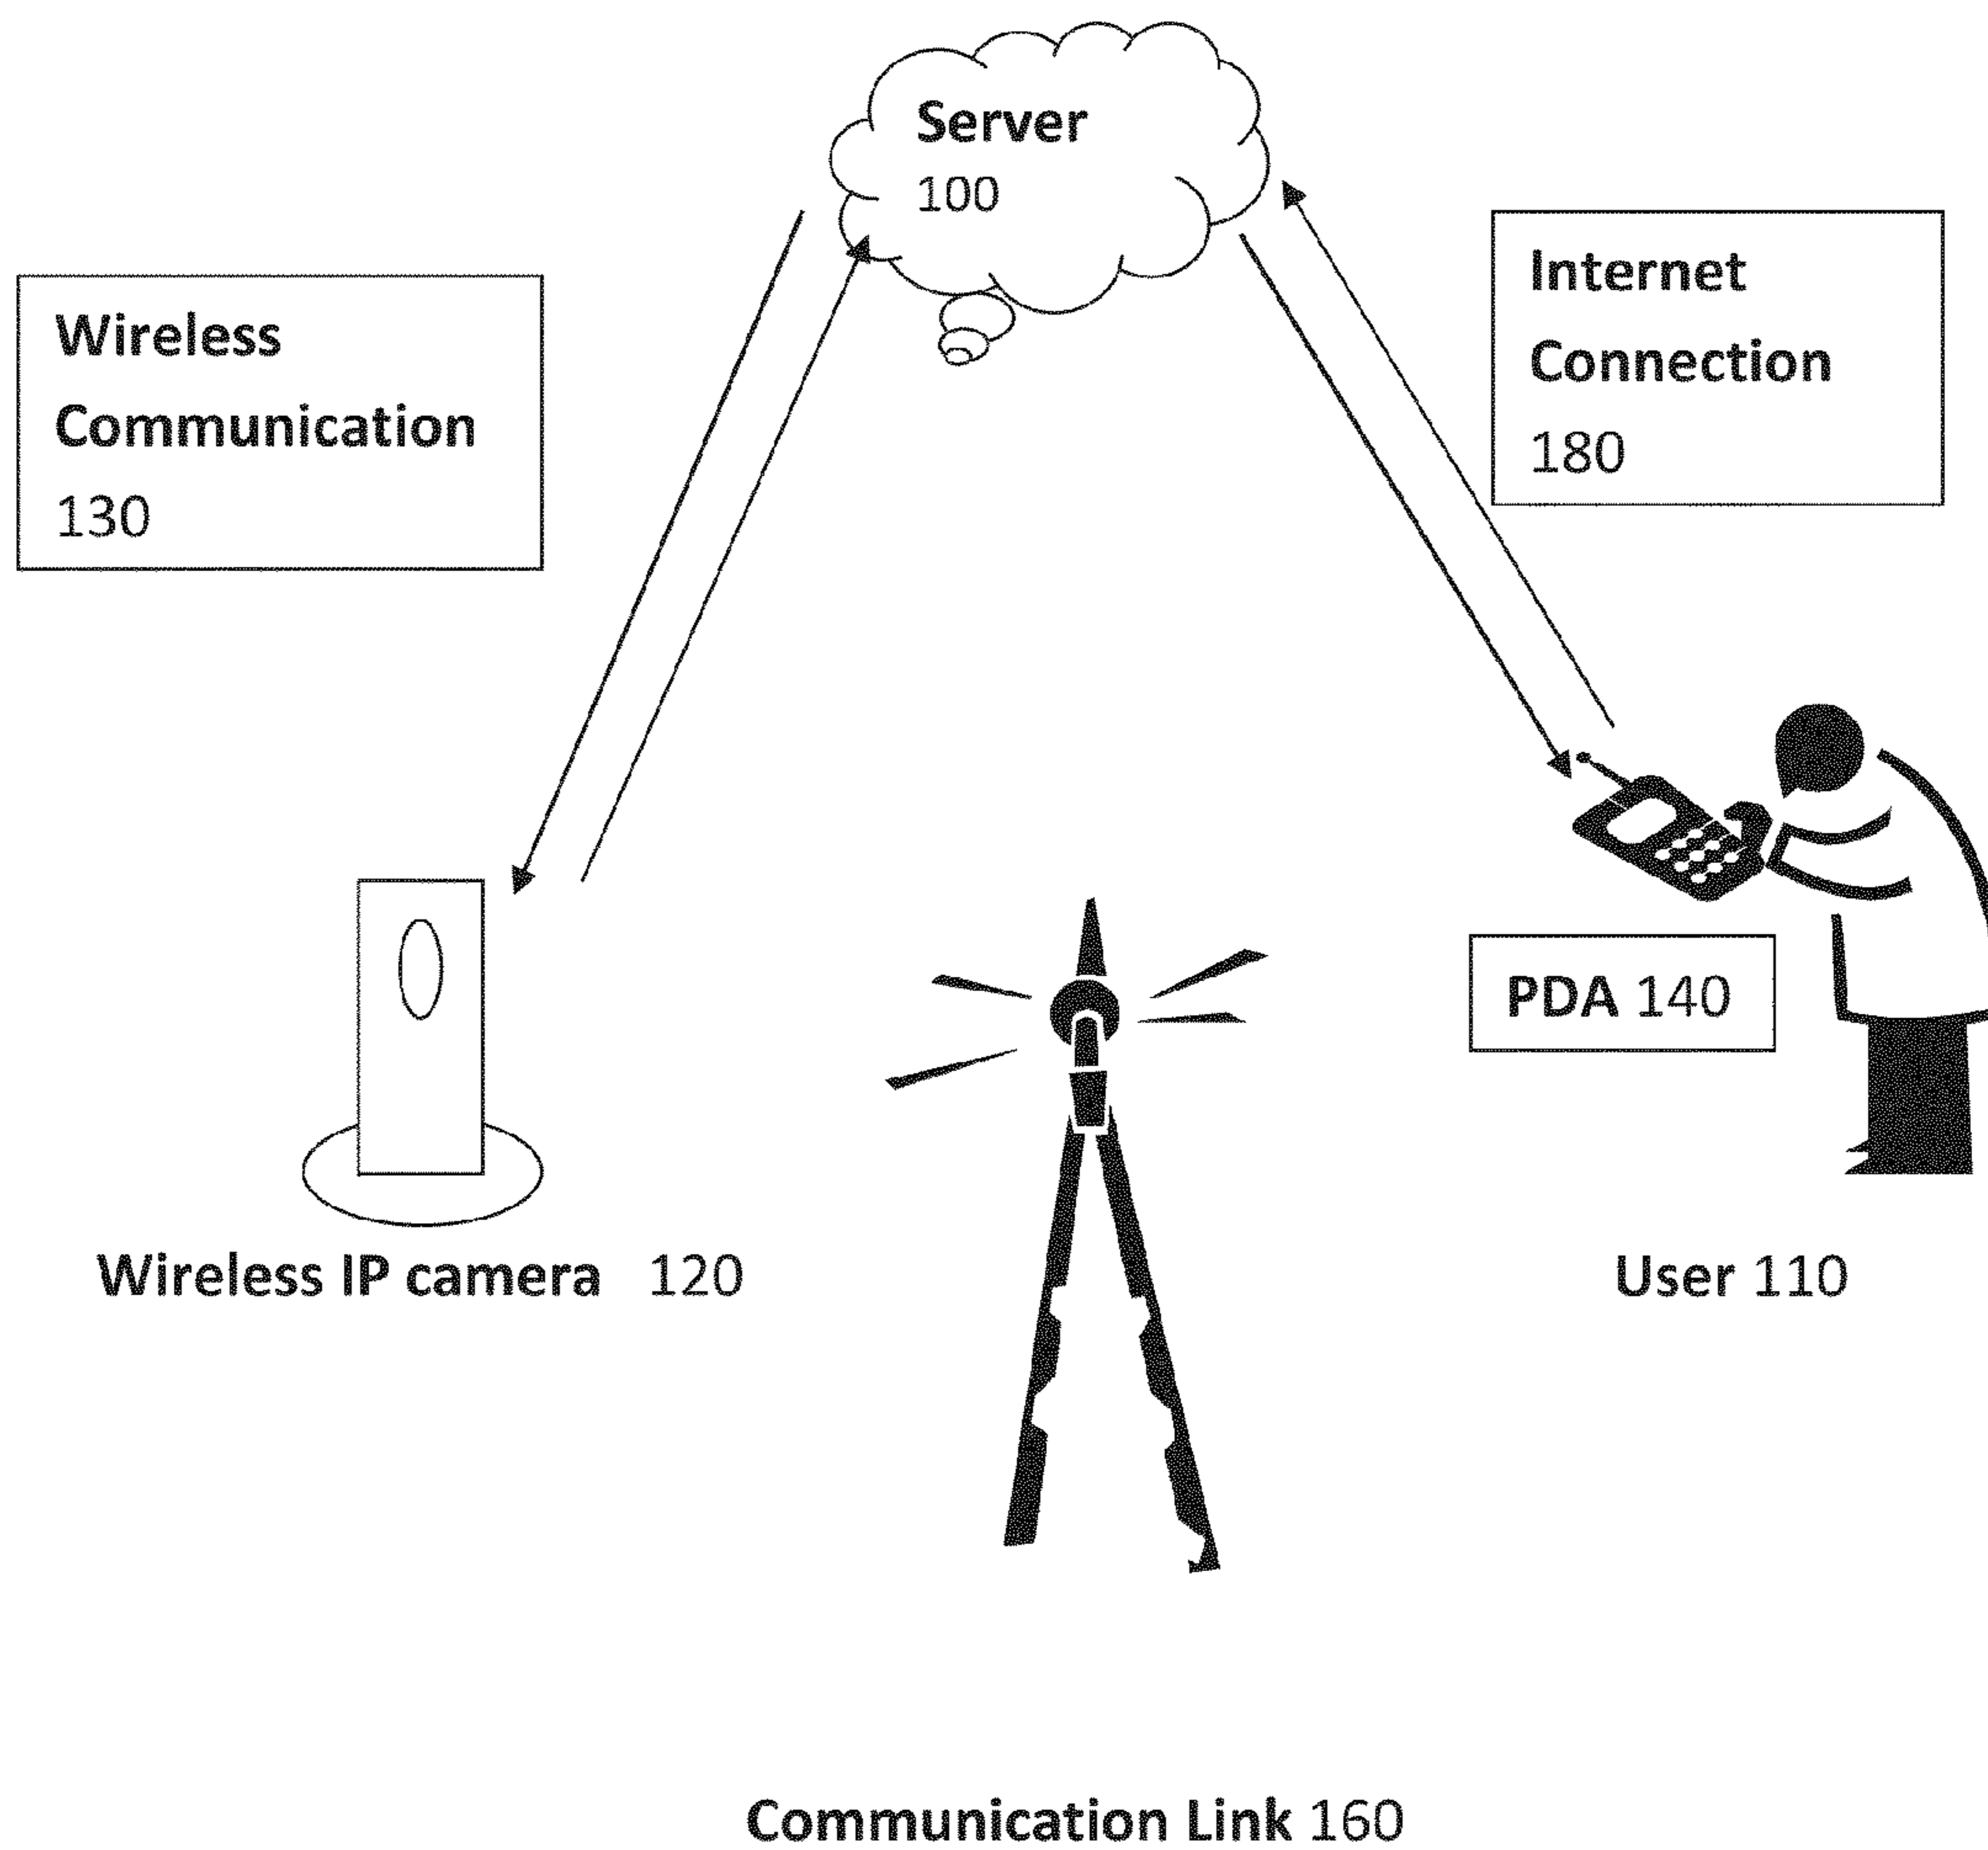 Server
100
Wireless
Communication
130
Internet
Connection
180
PDA 140
Wireless IP camera 120
User 110
Communication Link 160